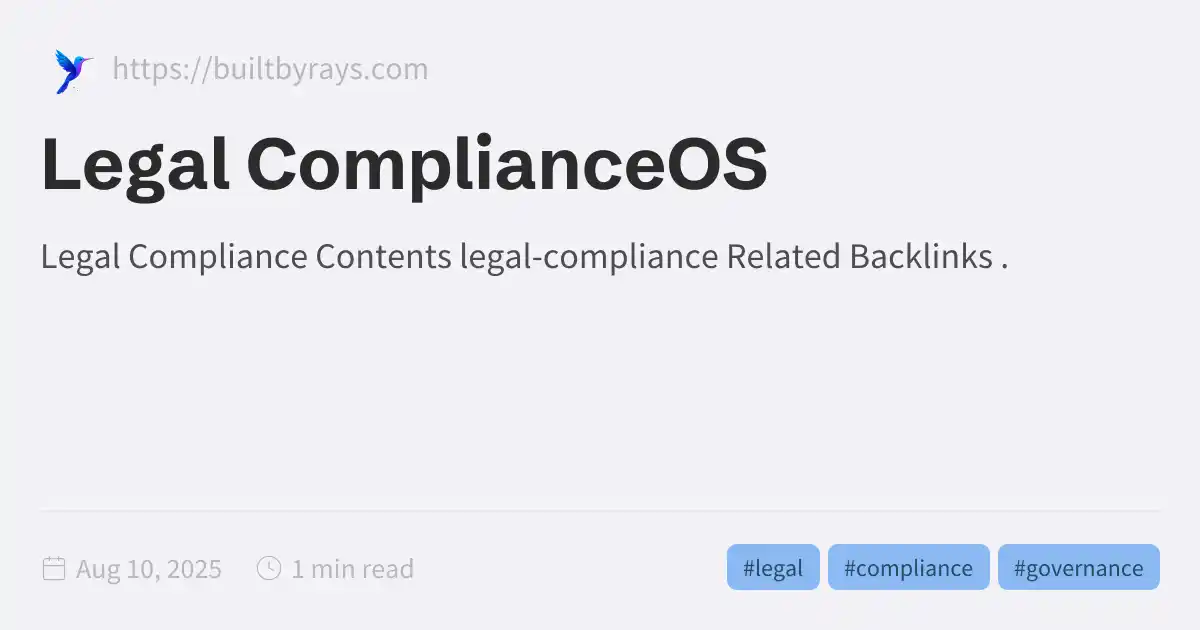 https://builtbyrays.com
Legal ComplianceOS
Legal Compliance Contents legal-compliance Related Backlinks .
Aug 10, 2025 1 min read #legal #compliance #governance